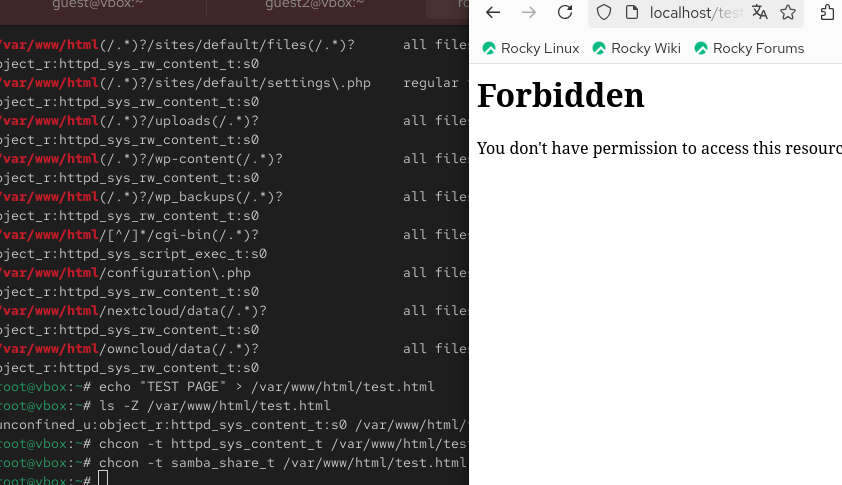 guest@vbox:~
guest2@vbox:~
/var/www/html(/.*)?/sites/default/files(/.*)? all files
object_r:httpd_sys_rw_content_t:s0
/var/www/html(/.*)?/sites/default/settings\.php regular
object_r:httpd_sys_rw_content_t:s0
/var/www/html(/.*)?/uploads(/.*)? all files
object_r:httpd_sys_rw_content_t:s0
/var/www/html(/.*)?/wp-content(/.*)? all files
object_r:httpd_sys_rw_content_t:s0
/var/www/html(/.*)?/wp_backups(/.*)? all files
object_r:httpd_sys_rw_content_t:s0
/var/www/html/[^/]*/cgi-bin(/.*)? all files
object_r:httpd_sys_script_exec_t:s0
/var/www/html/configuration\.php all files
object_r:httpd_sys_rw_content_t:s0
/var/www/html/nextcloud/data(/.*)? all files
object_r:httpd_sys_rw_content_t:s0
/var/www/html/owncloud/data(/.*)? all files
object_r:httpd_sys_rw_content_t:s0
root@vbox:~# echo "TEST PAGE" > /var/www/html/test.html
root@vbox:~# ls -Z /var/www/html/test.html
unconfined_u:object_r:httpd_sys_content_t:s0 /var/www/html/
root@vbox:~# chcon -t httpd_sys_content_t /var/www/html/tes
root@vbox:~# chcon -t samba_share_t /var/www/html/test.html
root@vbox:~#
localhost/test
Rocky Linux Rocky Wiki Rocky Forums
Forbidden
You don't have permission to access this resourc